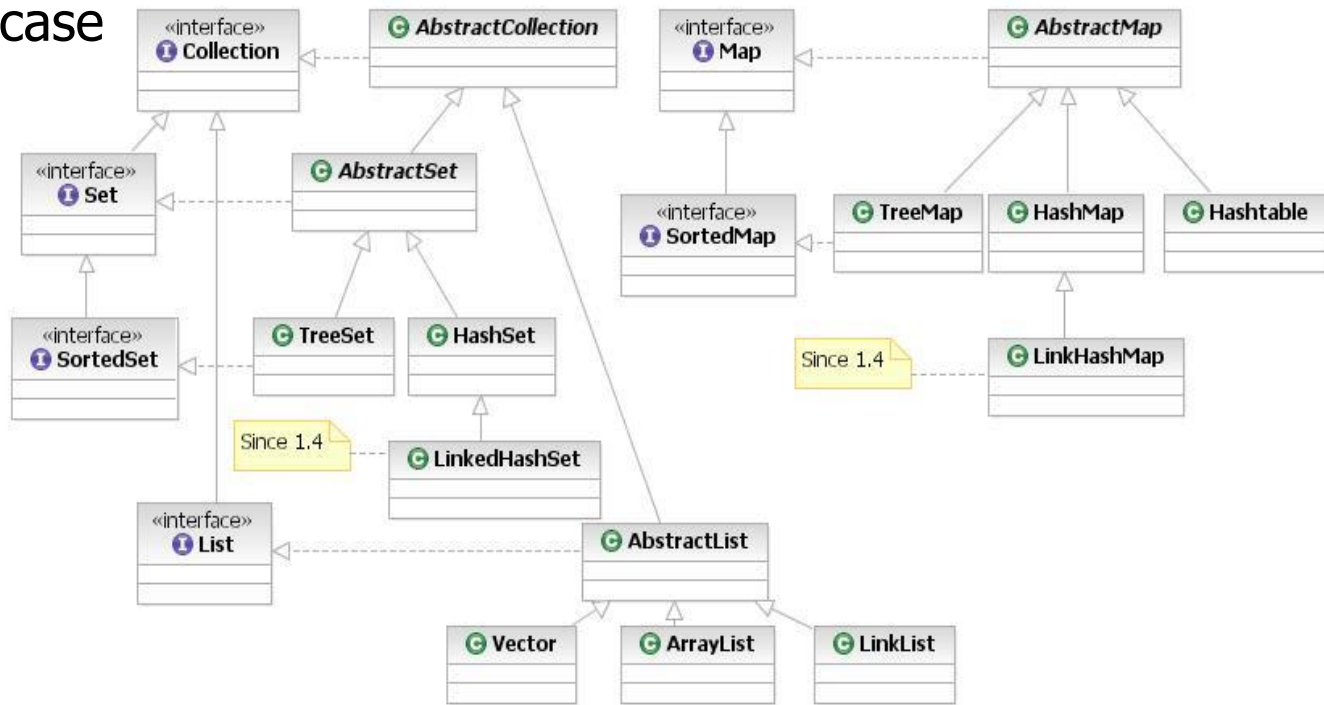 case
«interface»
I Collection
C AbstractCollection
«interface»
I Map
C AbstractMap
«interface»
I Set
C AbstractSet
«interface»
I SortedMap
C TreeMap
C HashMap
C Hashtable
«interface»
I SortedSet
C TreeSet
C HashSet
Since 1.4
C LinkHashMap
Since 1.4
C LinkedHashSet
«interface»
I List
C AbstractList
C Vector
C ArrayList
C LinkList